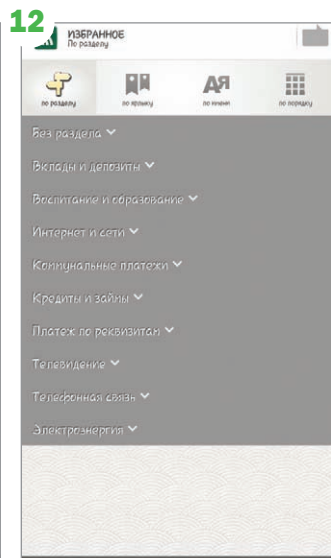 12
ИЗБРАННОЕ
По разделу
по разделу по ярлыку АЯ по имени по порядку
Без раздела
Вклады и депозиты
Воспитание и образование
Интернет и сети
Коммунальные платежи
Кредиты и займы
Платеж по реквизитам
Телевидение
Телефонная связь
Электроэнергия